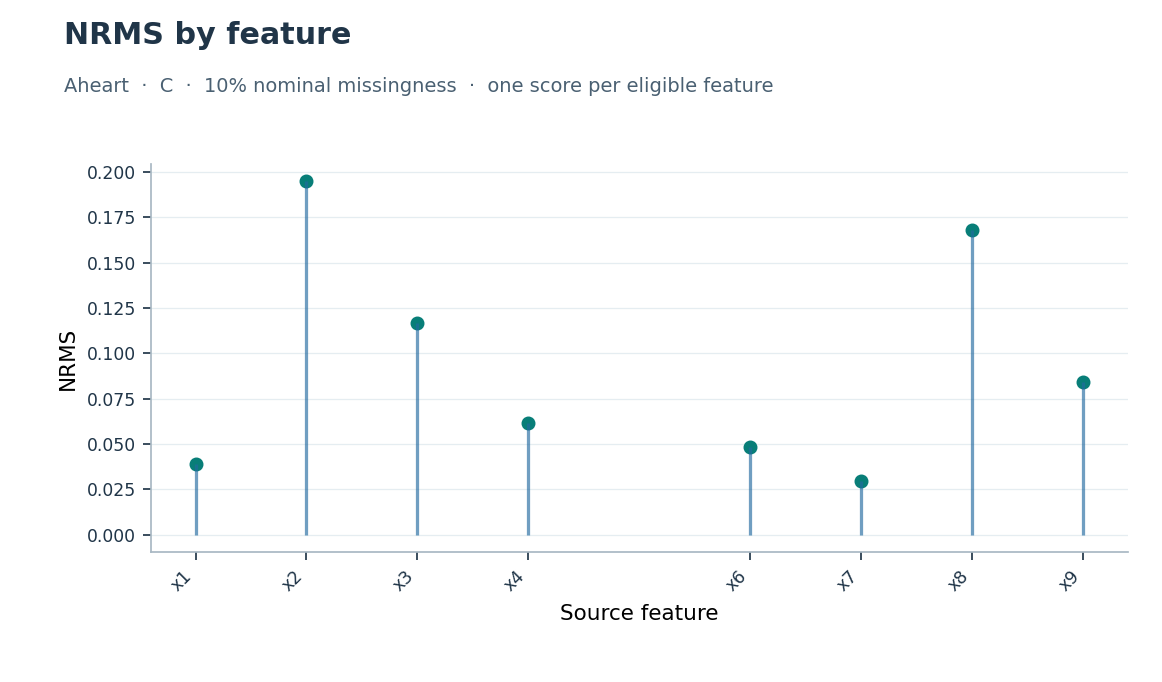 NRMS by feature
Aheart · C · 10% nominal missingness · one score per eligible feature
0.200
0.175
0.150
0.125
0.100
0.075
0.050
0.025
0.000
NRMS
x1 x2 x3 x4 x6 x7 x8 x9
Source feature